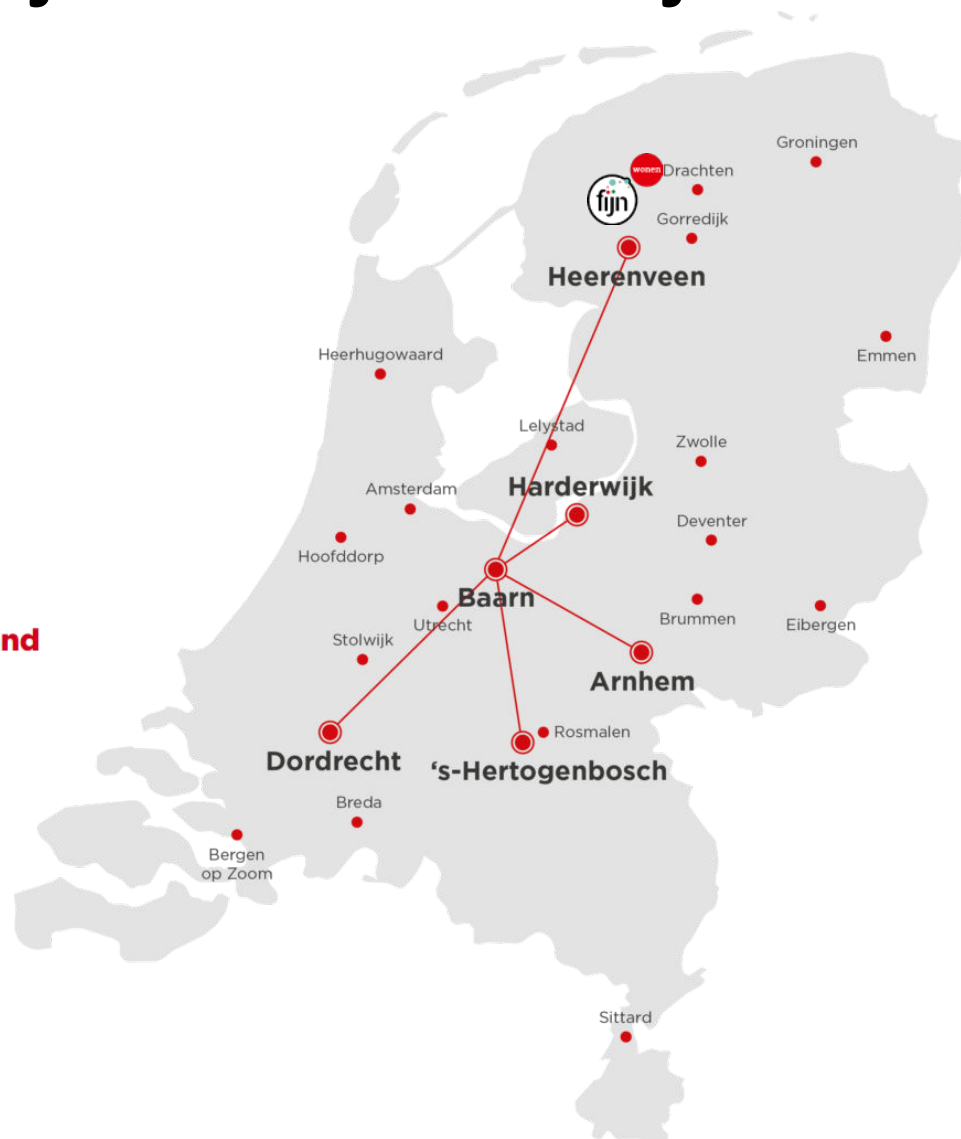 Groningen
wonen
Drachten
fijn
Gorredijk
Heerenveen
Emmen
Heerhugowaard
Lelystad
Zwolle
Harderwijk
Amsterdam
Deventer
Hoofddorp
Baarn
Brummen
Utrecht
Eibergen
nd
Stolwijk
Arnhem
Rosmalen
Dordrecht
‘s-Hertogenbosch
Breda
Bergen
op Zoom
Sittard